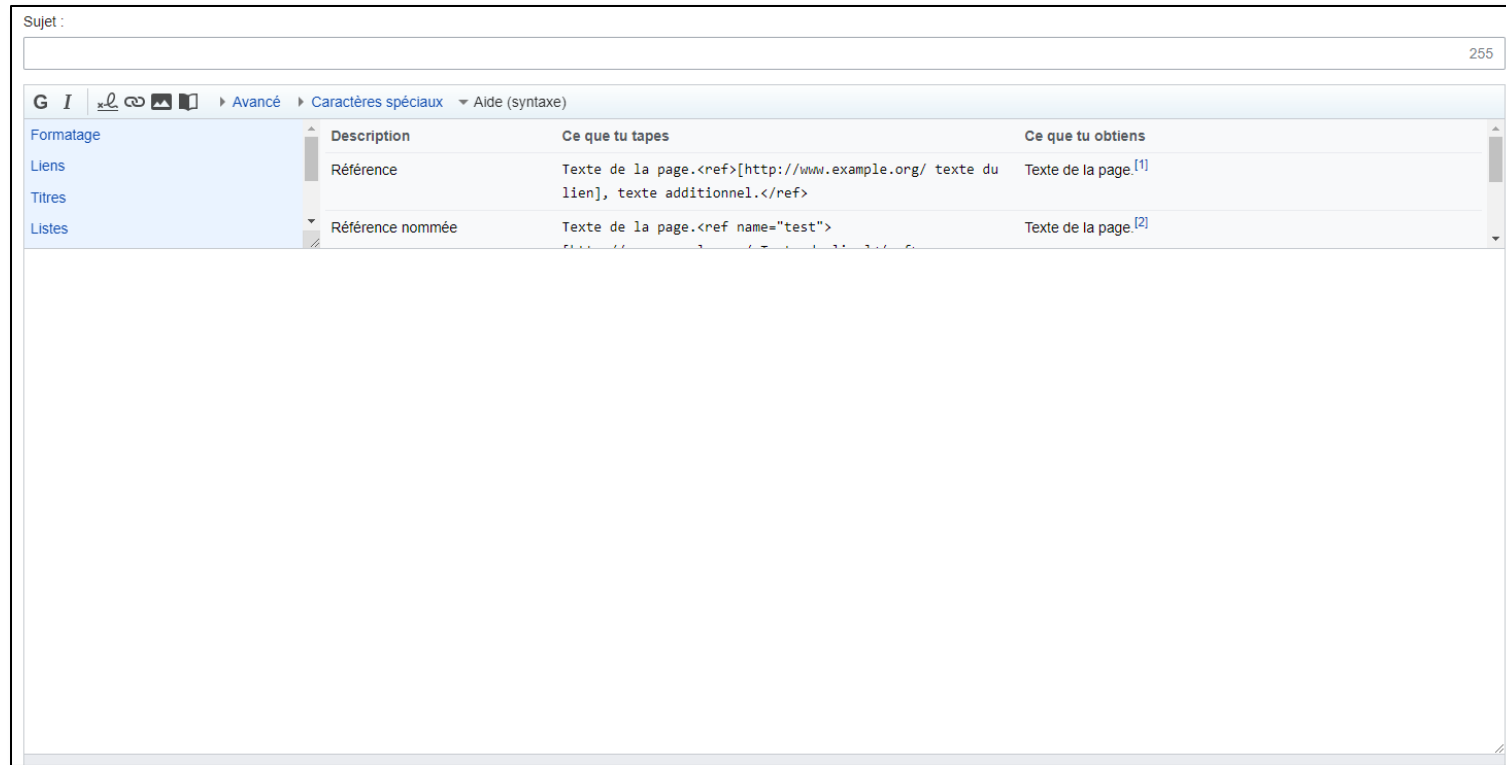 Sujet :
255
G I Avancé Caractères spéciaux Aide (syntaxe)
Formatage
Liens
Titres
Listes
Description Ce que tu tapes Ce que tu obtiens
Référence Texte de la page.<ref>[http://www.example.org/ texte du Texte de la page.[1]
lien], texte additionnel.</ref>
Référence nommée Texte de la page.<ref name="test"> Texte de la page.[2]